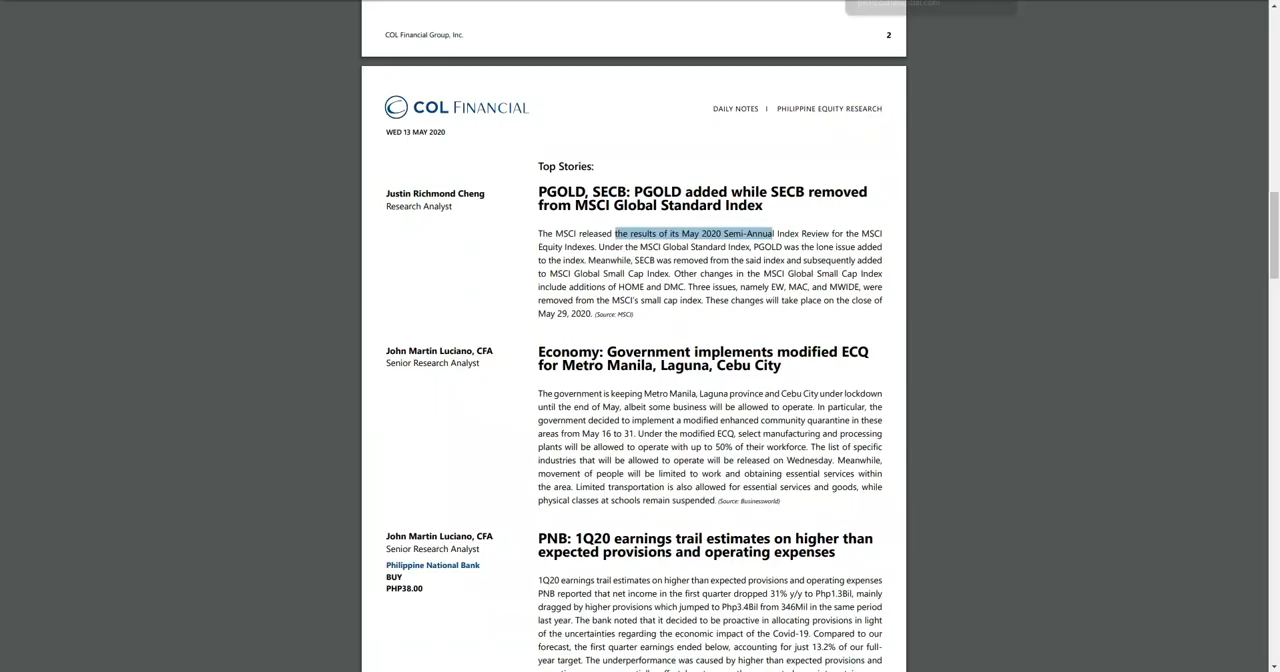 COL Financial Group, Inc.
2
COL FINANCIAL
DAILY NOTES I PHILIPPINE EQUITY RESEARCH
WED 13 MAY 2020
Top Stories:
Justin Richmond Cheng
Research Analyst
PGOLD, SECB: PGOLD added while SECB removed
from MSCI Global Standard Index
The MSCI released the results of its May 2020 Semi-Annual Index Review for the MSCI
Equity Indexes. Under the MSCI Global Standard Index, PGOLD was the lone issue added
to the index. Meanwhile, SECB was removed from the said index and subsequently added
to MSCI Global Small Cap Index. Other changes in the MSCI Global Small Cap Index
include additions of HOME and DMC. Three issues, namely EW, MAC, and MWIDE, were
removed from the MSCI's small cap index. These changes will take place on the close of
May 29, 2020. (Source: MSCI)
John Martin Luciano, CFA
Senior Research Analyst
Economy: Government implements modified ECQ
for Metro Manila, Laguna, Cebu City
The government is keeping Metro Manila, Laguna province and Cebu City under lockdown
until the end of May, albeit some business will be allowed to operate. In particular, the
government decided to implement a modified enhanced community quarantine in these
areas from May 16 to 31. Under the modified ECQ, select manufacturing and processing
plants will be allowed to operate with up to 50% of their workforce. The list of specific
industries that will be allowed to operate will be released on Wednesday. Meanwhile,
movement of people will be limited to work and obtaining essential services within
the area. Limited transportation is also allowed for essential services and goods, while
physical classes at schools remain suspended. (Source: Businessworld)
John Martin Luciano, CFA
Senior Research Analyst
Philippine National Bank
BUY
PHP38.00
PNB: 1Q20 earnings trail estimates on higher than
expected provisions and operating expenses
1Q20 earnings trail estimates on higher than expected provisions and operating expenses
PNB reported that net income in the first quarter dropped 31% y/y to Php1.3Bil, mainly
dragged by higher provisions which jumped to Php3.4Bil from 346Mil in the same period
last year. The bank noted that it decided to be proactive in allocating provisions in light
of the uncertainties regarding the economic impact of the Covid-19. Compared to our
forecast, the first quarter earnings ended below, accounting for just 13.2% of our full-
year target. The underperformance was caused by higher than expected provisions and